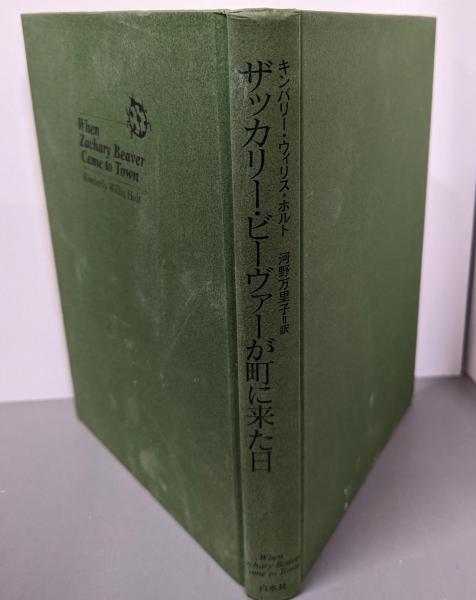 When
Zachary Beaver
Came to Town
Kimberly Willis Holt
キンバリー・ウィリス・ホルト 河野万里子=訳
ザッカリー・ビーヴァーが町に来た日
When
chary Beaver
ame to Town
白水社